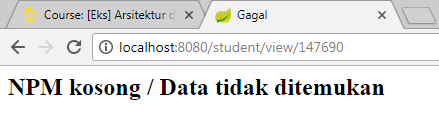 Course: [Eks] Arsitektur d
Gagal
localhost:8080/student/view/147690
NPM kosong / Data tidak ditemukan